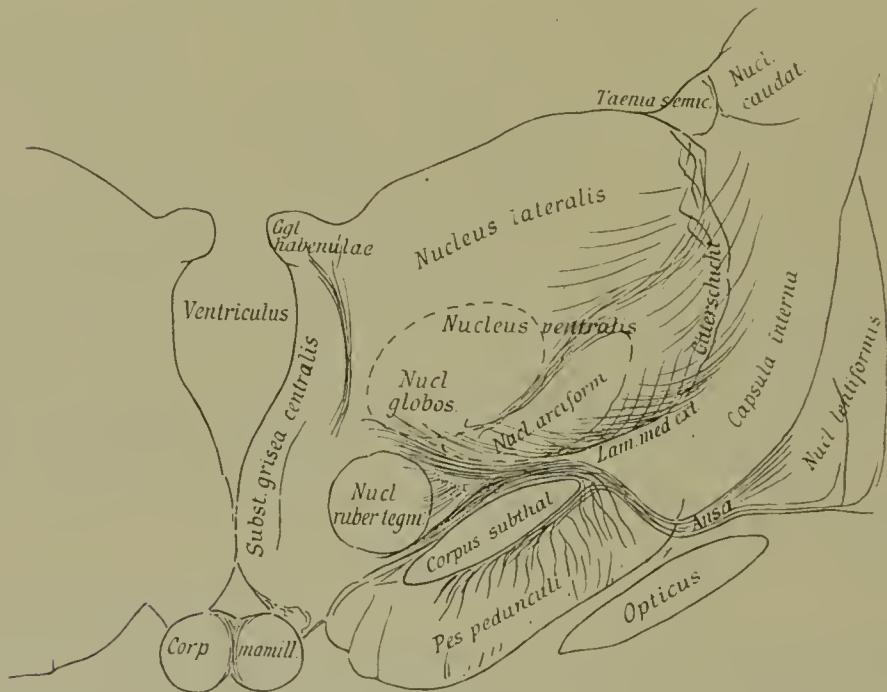 Nucl.
caudat.
Taenia semic.
Ggl
habenulae
Nucleus lateralis
Ventriculus
Subst. grisea centralis
Nucleus ventralis
Nucl
globos.
Nucl. arciform
Gitterschicht
Capsula interna
Nucl lentiformis
Lam. med ext.
Nucl
ruber tegm
Corpus subthal
Ansa
Pes pedunculi
Opticus
Corp mamill.